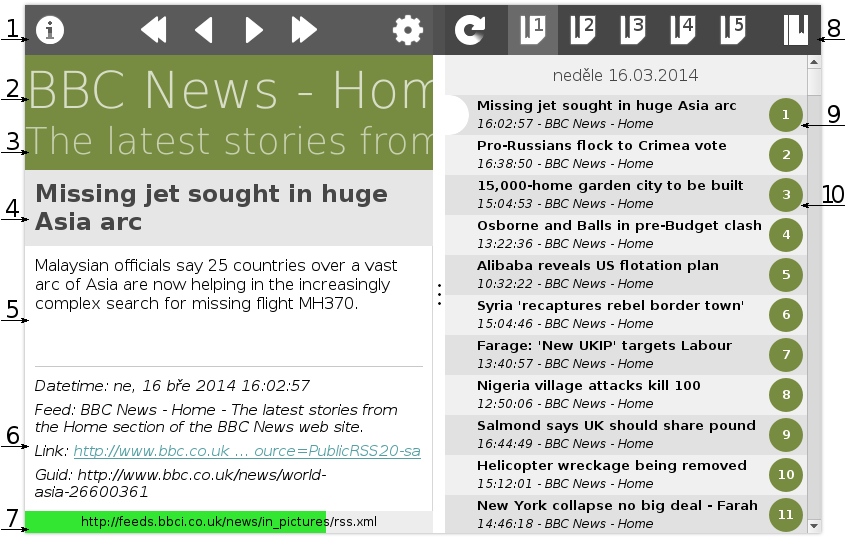 1
1
2
3
4
5
8
2
BBC News - Hom
3
The latest stories from
4
Missing jet sought in huge
Asia arc
5
Malaysian officials say 25 countries over a vast
arc of Asia are now helping in the increasingly
complex search for missing flight MH370.
Datetime: ne, 16 bře 2014 16:02:57
Feed: BBC News - Home - The latest stories from
the Home section of the BBC News web site.
6
Link: http://www.bbc.co.uk ... ource=PublicRSS20-sa
Guid: http://www.bbc.co.uk/news/world-
asia-26600361
7
http://feeds.bbci.co.uk/news/in_pictures/rss.xml
neděle 16.03.2014
Missing jet sought in huge Asia arc
16:02:57 - BBC News - Home
1
9
Pro-Russians flock to Crimea vote
16:38:50 - BBC News - Home
2
15,000-home garden city to be built
15:04:53 - BBC News - Home
3
10
Osborne and Balls in pre-Budget clash
13:22:36 - BBC News - Home
4
Alibaba reveals US flotation plan
10:32:22 - BBC News - Home
5
Syria 'recaptures rebel border town'
15:04:46 - BBC News - Home
6
Farage: 'New UKIP' targets Labour
13:40:57 - BBC News - Home
7
Nigeria village attacks kill 100
12:50:06 - BBC News - Home
8
Salmond says UK should share pound
16:44:49 - BBC News - Home
9
Helicopter wreckage being removed
15:12:01 - BBC News - Home
10
New York collapse no big deal - Farah
14:46:18 - BBC News - Home
11